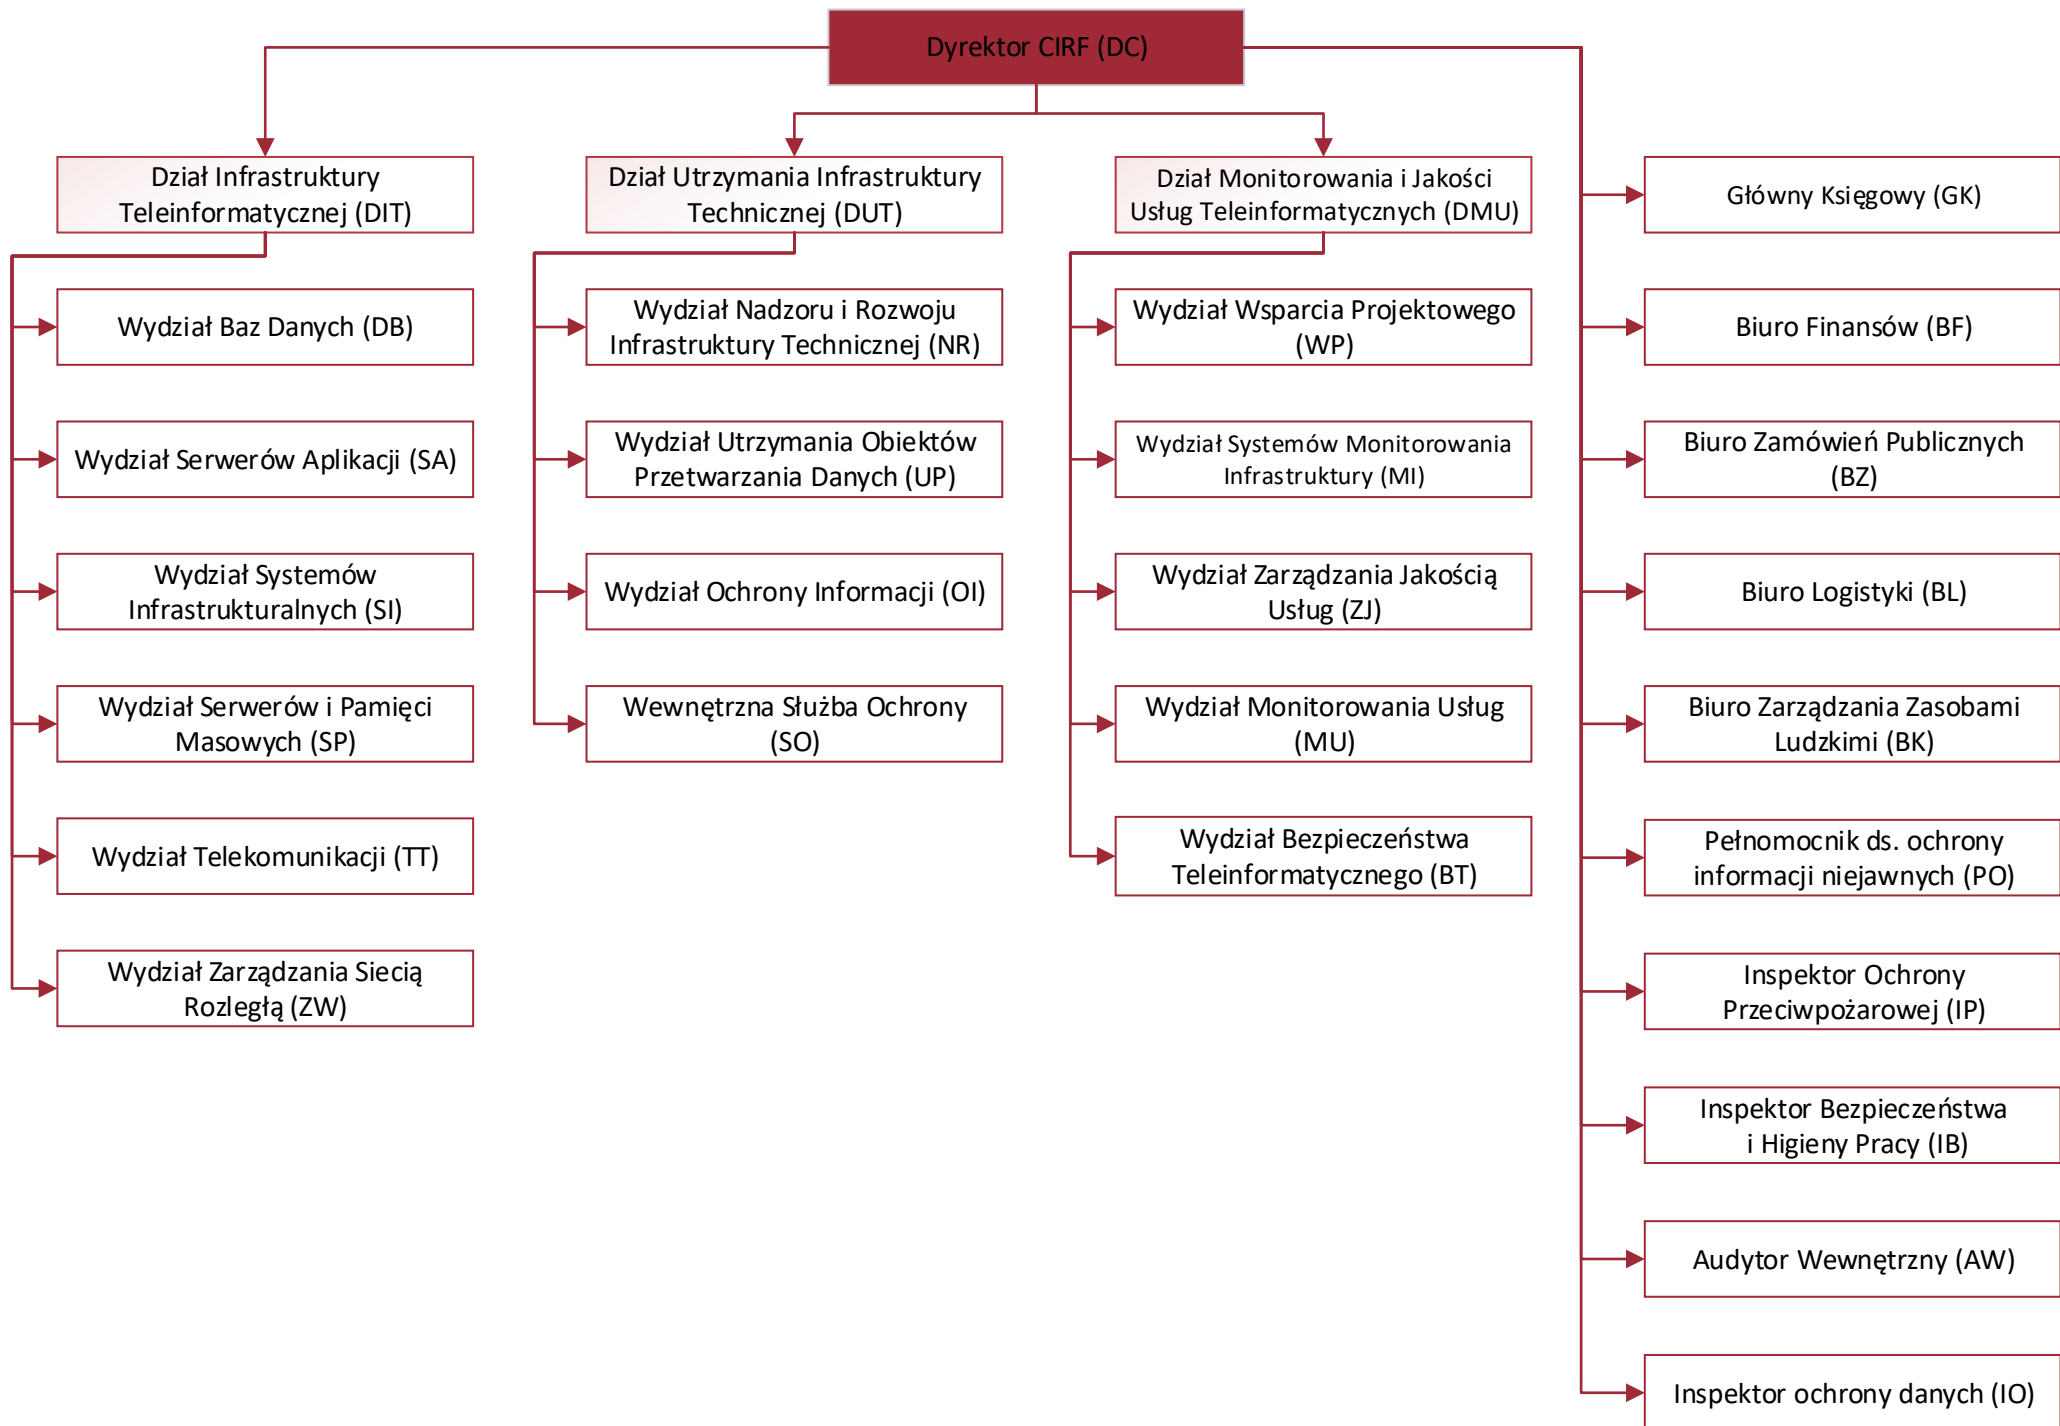 Dyrektor CIRF (DC)
Dział Infrastruktury
Teleinformatycznej (DIT)
Wydział Baz Danych (DB)
Wydział Serwerów Aplikacji (SA)
Wydział Systemów
Infrastrukturalnych (SI)
Wydział Serwerów i Pamięci
Masowych (SP)
Wydział Telekomunikacji (TT)
Wydział Zarządzania Siecią
Rozległą (ZW)
Dział Utrzymania Infrastruktury
Technicznej (DUT)
Wydział Nadzoru i Rozwoju
Infrastruktury Technicznej (NR)
Wydział Utrzymania Obiektów
Przetwarzania Danych (UP)
Wydział Ochrony Informacji (OI)
Wewnętrzna Służba Ochrony
(SO)
Dział Monitorowania i Jakości
Usług Teleinformatycznych (DMU)
Wydział Wsparcia Projektowego
(WP)
Wydział Systemów Monitorowania
Infrastruktury (MI)
Wydział Zarządzania Jakością
Usług (ZJ)
Wydział Monitorowania Usług
(MU)
Wydział Bezpieczeństwa
Teleinformatycznego (BT)
Główny Księgowy (GK)
Biuro Finansów (BF)
Biuro Zamówień Publicznych
(BZ)
Biuro Logistyki (BL)
Biuro Zarządzania Zasobami
Ludzkimi (BK)
Pełnomocnik ds. ochrony
informacji niejawnych (PO)
Inspektor Ochrony
Przeciwpożarowej (IP)
Inspektor Bezpieczeństwa
i Higieny Pracy (IB)
Audytor Wewnętrzny (AW)
Inspektor ochrony danych (IO)